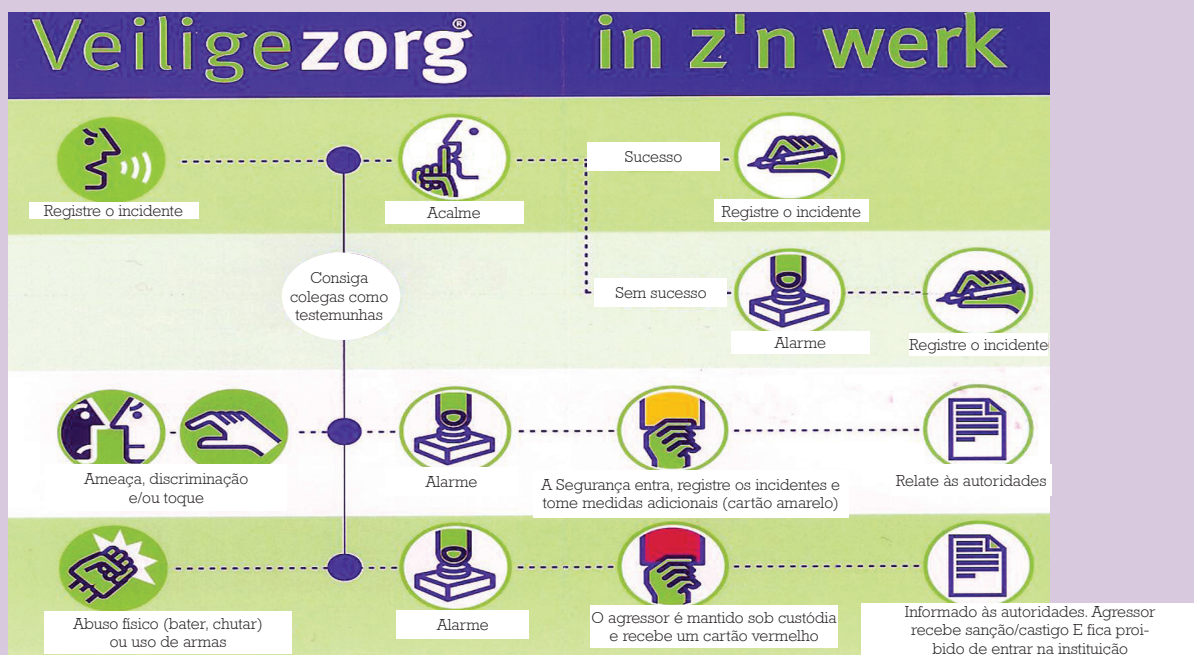 Veiligezorg® in z'n werk
Sucesso
Registre o incidente
Acalme
Registre o incidente
Consiga
colegas como
testemunhas
Sem sucesso
Alarme
Registre o incidente
Ameaça, discriminação
e/ou toque
Alarme
A Segurança entra, registre os incidentes e
tome medidas adicionais (cartão amarelo)
Relate às autoridades
Abuso físico (bater, chutar)
ou uso de armas
Alarme
O agressor é mantido sob custódia
e recebe um cartão vermelho
Informado às autoridades. Agressor
recebe sanção/castigo E fica proi-
bido de entrar na instituição